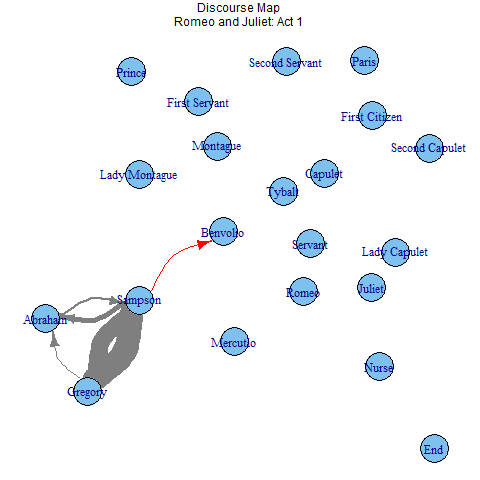 Discourse Map
Romeo and Juliet: Act 1
Second Servant
Paris
Prince
First Servant
First Citizen
Montague
Second Capulet
Lady Montague
Capulet
Tybalt
Benvolio
Servant
Lady Capulet
Juliet
Romeo
Sampson
Abraham
Mercutio
Nurse
Gregory
End